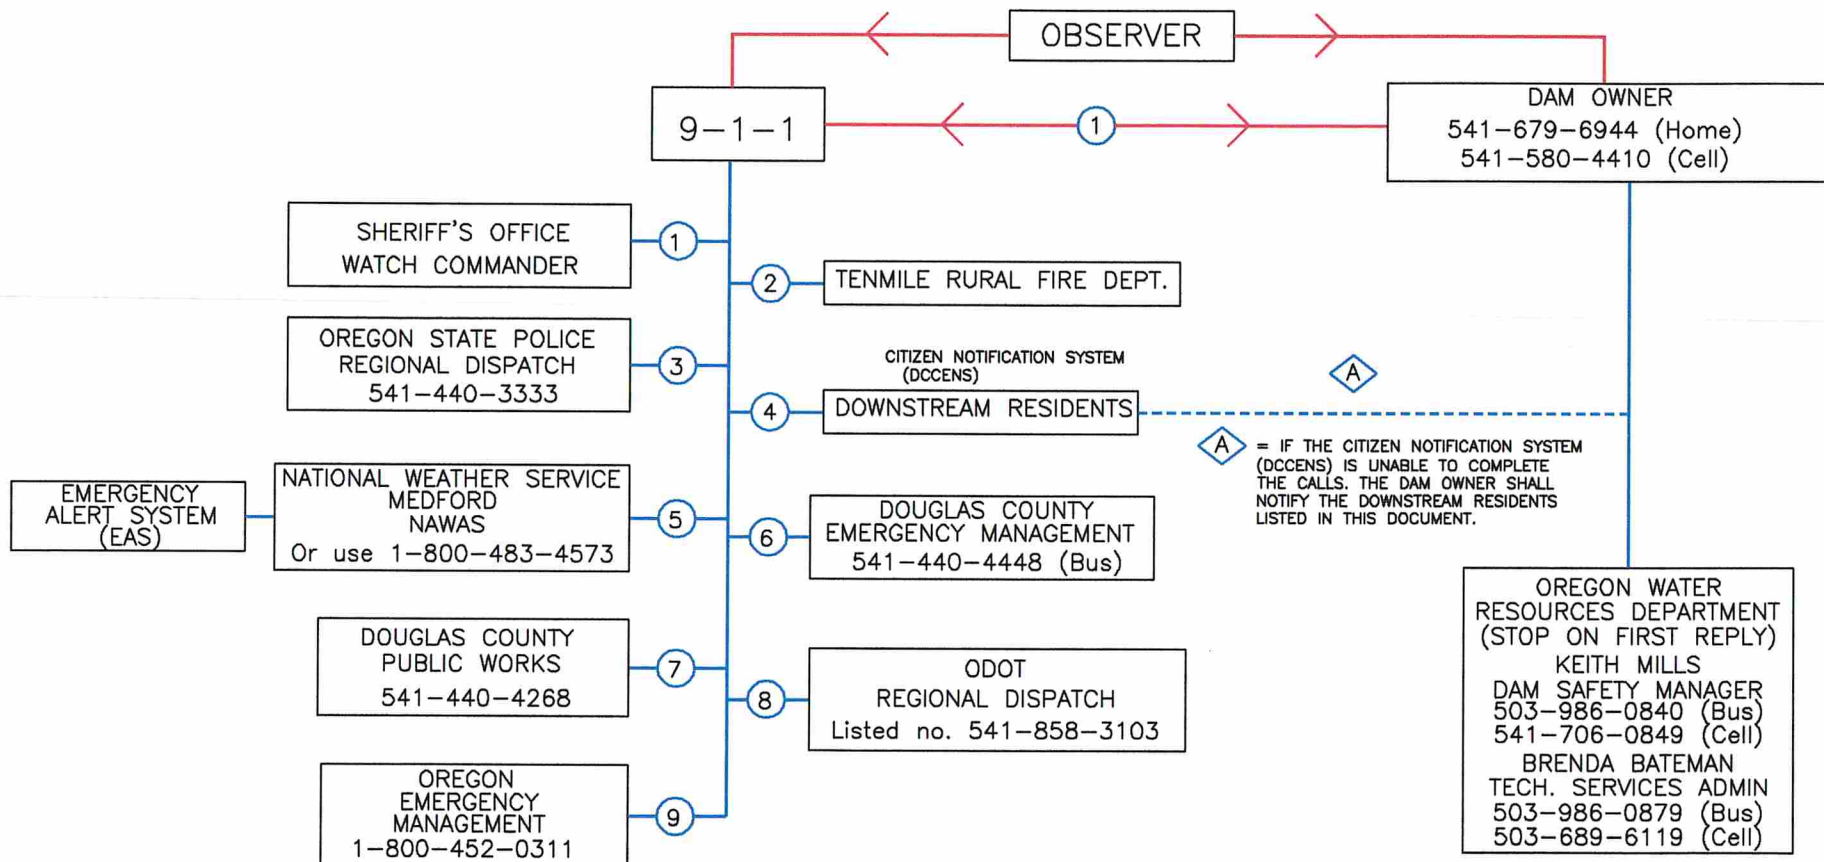 OBSERVER
9-1-1
1
DAM OWNER
541-679-6944 (Home)
541-580-4410 (Cell)
SHERIFF'S OFFICE
WATCH COMMANDER
1
2
TENMILE RURAL FIRE DEPT.
OREGON STATE POLICE
REGIONAL DISPATCH
541-440-3333
3
CITIZEN NOTIFICATION SYSTEM
(DCCENS)
4
DOWNSTREAM RESIDENTS
A
A = IF THE CITIZEN NOTIFICATION SYSTEM
(DCCENS) IS UNABLE TO COMPLETE
THE CALLS. THE DAM OWNER SHALL
NOTIFY THE DOWNSTREAM RESIDENTS
LISTED IN THIS DOCUMENT.
EMERGENCY
ALERT SYSTEM
(EAS)
NATIONAL WEATHER SERVICE
MEDFORD
NAWAS
Or use 1-800-483-4573
5
6
DOUGLAS COUNTY
EMERGENCY MANAGEMENT
541-440-4448 (Bus)
DOUGLAS COUNTY
PUBLIC WORKS
541-440-4268
7
8
ODOT
REGIONAL DISPATCH
Listed no. 541-858-3103
OREGON
EMERGENCY
MANAGEMENT
1-800-452-0311
9
OREGON WATER
RESOURCES DEPARTMENT
(STOP ON FIRST REPLY)
KEITH MILLS
DAM SAFETY MANAGER
503-986-0840 (Bus)
541-706-0849 (Cell)
BRENDA BATEMAN
TECH. SERVICES ADMIN
503-986-0879 (Bus)
503-689-6119 (Cell)